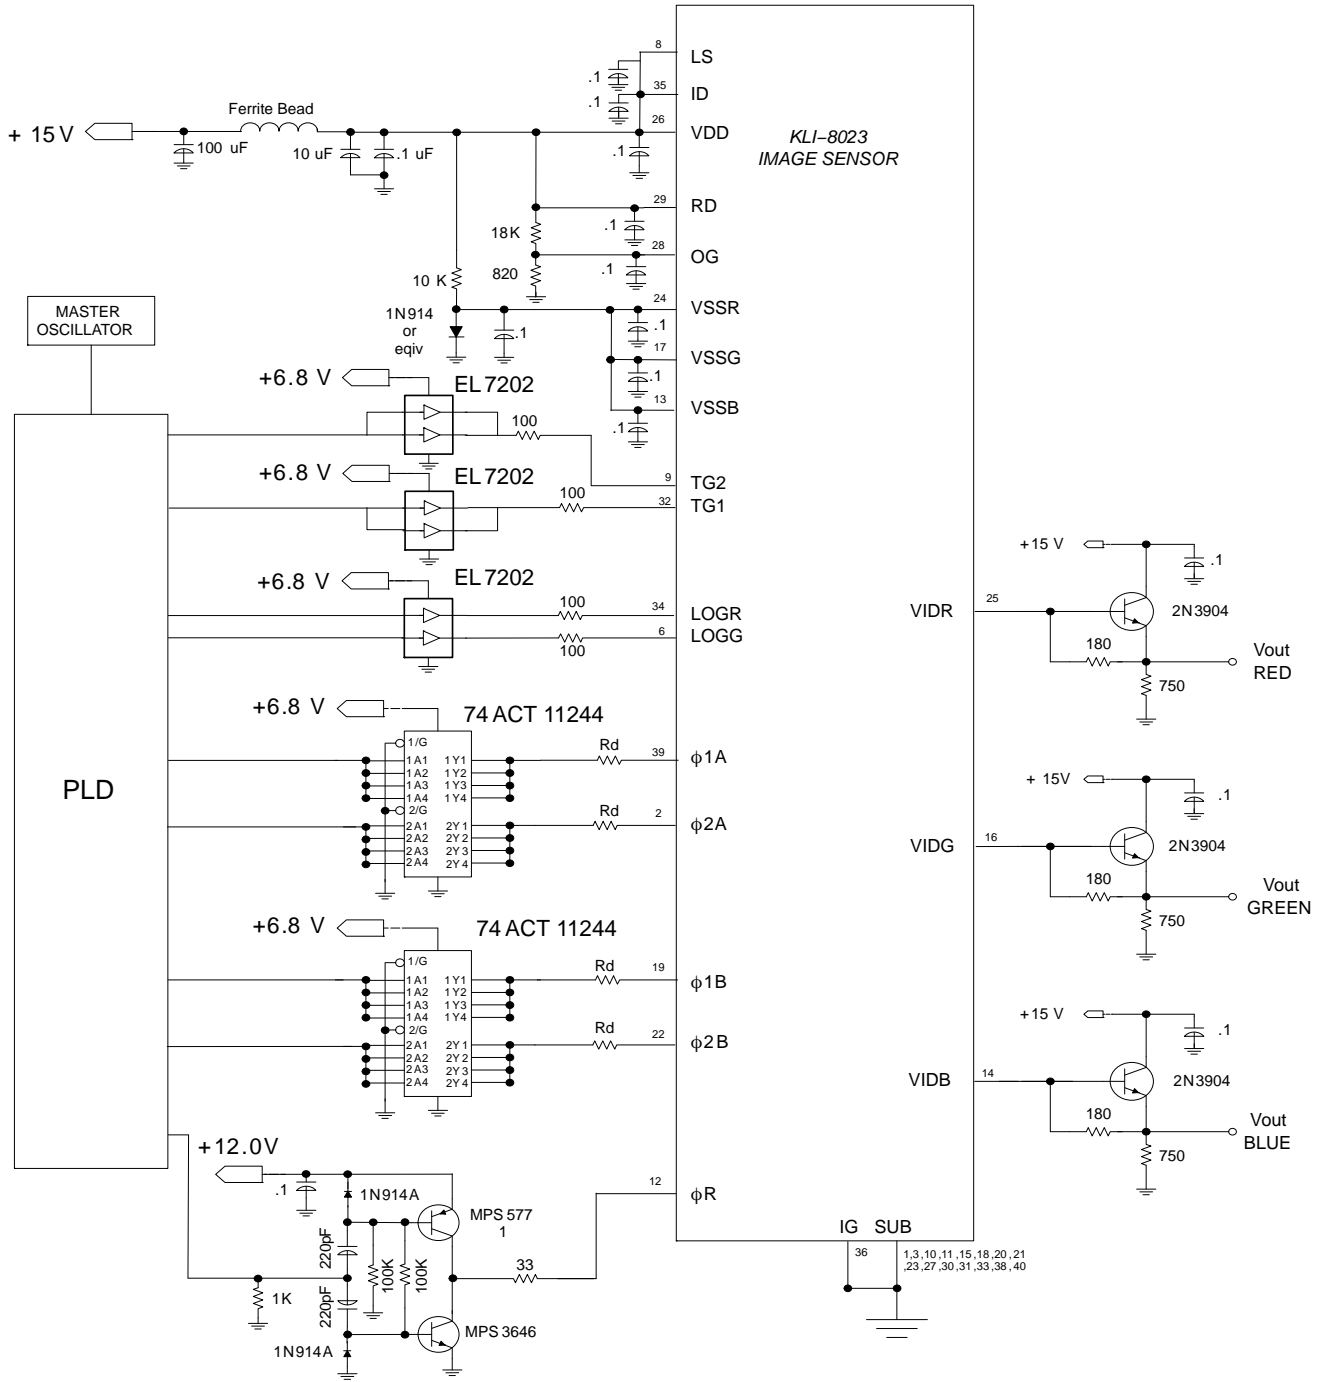 8
LS
.1
35
ID
.1
Ferrite Bead
26
VDD
+ 15 V
100 uF
10 uF
.1 uF
.1
KLI–8023
IMAGE SENSOR
29
RD
18K
.1
28
OG
820
.1
10 K
24
VSSR
MASTER
OSCILLATOR
1N914
or
eqiv
.1
.1
17
VSSG
+6.8 V
EL7202
.1
13
VSSB
100
.1
+6.8 V
EL7202
9
TG2
100
32
TG1
+6.8 V
EL7202
100
34
LOGR
6
LOGG
100
+15 V
.1
VIDR
25
2N3904
180
Vout
RED
750
+6.8 V
74 ACT 11244
1/G
1A1
1A2
1A3
1A4
2/G
2A1
2A2
2A3
2A4
1Y1
1Y2
1Y3
1Y4
2Y1
2Y2
2Y3
2Y4
Rd
39
ϕ1A
Rd
2
ϕ2A
PLD
+ 15V
.1
VIDG
16
2N3904
180
Vout
GREEN
750
+6.8 V
74 ACT 11244
1/G
1A1
1A2
1A3
1A4
2/G
2A1
2A2
2A3
2A4
1Y1
1Y2
1Y3
1Y4
2Y1
2Y2
2Y3
2Y4
Rd
19
ϕ1B
Rd
22
ϕ2B
+15 V
.1
VIDB
14
2N3904
180
Vout
BLUE
750
+12.0V
.1
1N914A
MPS 577
1
12
ϕR
220pF
100K
100K
33
1K
220pF
1N914A
MPS 3646
IG
SUB
36
1,3,10,11,15,18,20,21
,23,27,30,31,33,38,40